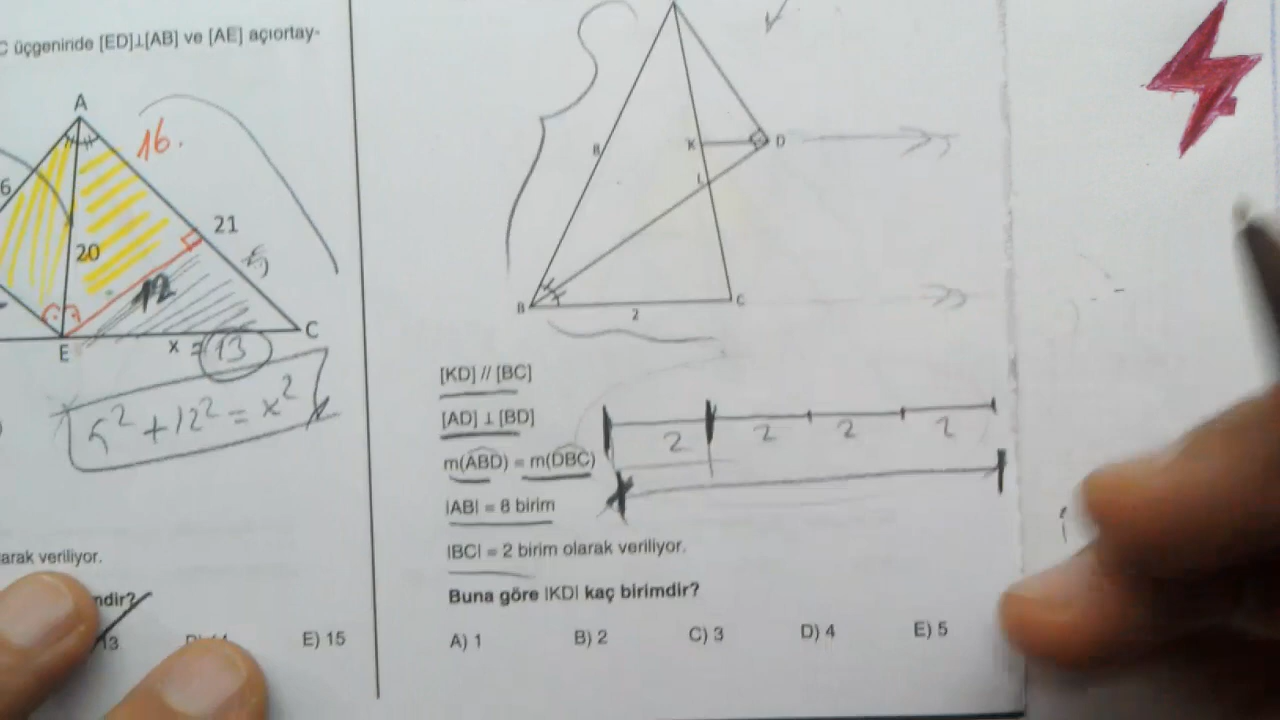 C üçgeninde [ED]⊥[AB] ve [AE] açıortay-
A
16.
6
21
20
5
12
C
E
x = 13
5² + 12² = x²
arak veriliyor.
ndir?
13
E) 15
8
K
D
L
B
C
2
[KD] // [BC]
[AD] ⊥ [BD]
m(ABD) = m(DBC)
2 2 2 2
|AB| = 8 birim
|BC| = 2 birim olarak veriliyor.
Buna göre |KD| kaç birimdir?
A) 1 B) 2 C) 3 D) 4 E) 5